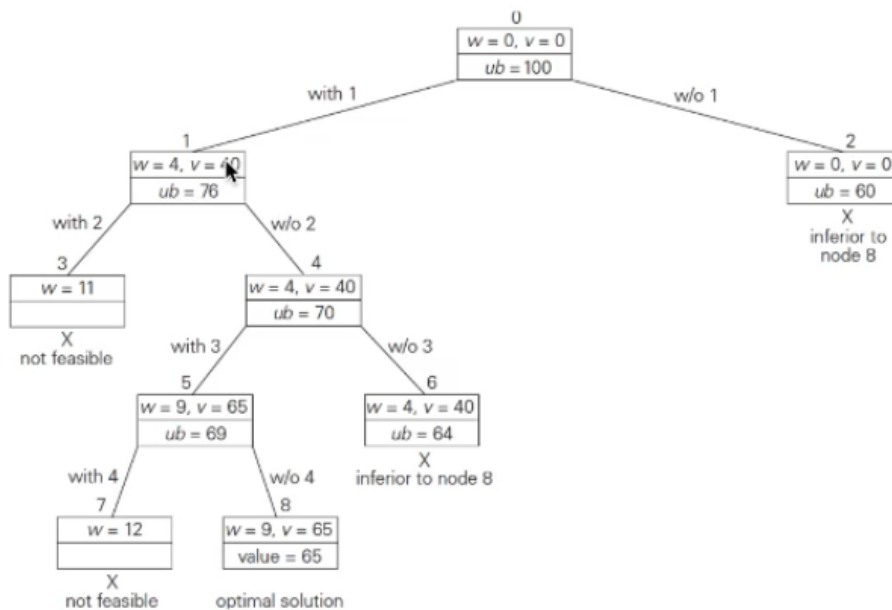 0
w = 0, v = 0
ub = 100
with 1
w/o 1
1
w = 4, v = 40
ub = 76
2
w = 0, v = 0
ub = 60
X
inferior to
node 8
with 2
w/o 2
3
w = 11
X
not feasible
4
w = 4, v = 40
ub = 70
with 3
w/o 3
5
w = 9, v = 65
ub = 69
6
w = 4, v = 40
ub = 64
X
inferior to node 8
with 4
w/o 4
7
w = 12
X
not feasible
8
w = 9, v = 65
value = 65
optimal solution